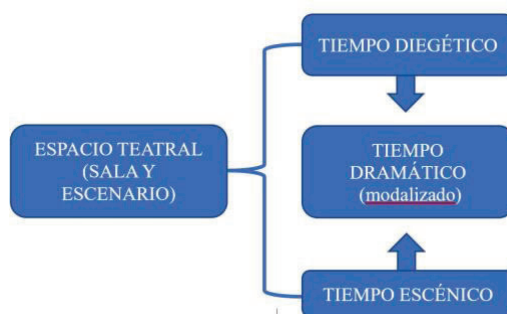 TIEMPO DIEGÉTICO
ESPACIO TEATRAL
(SALA Y
ESCENARIO)
TIEMPO
DRAMÁTICO
(modalizado)
TIEMPO ESCÉNICO